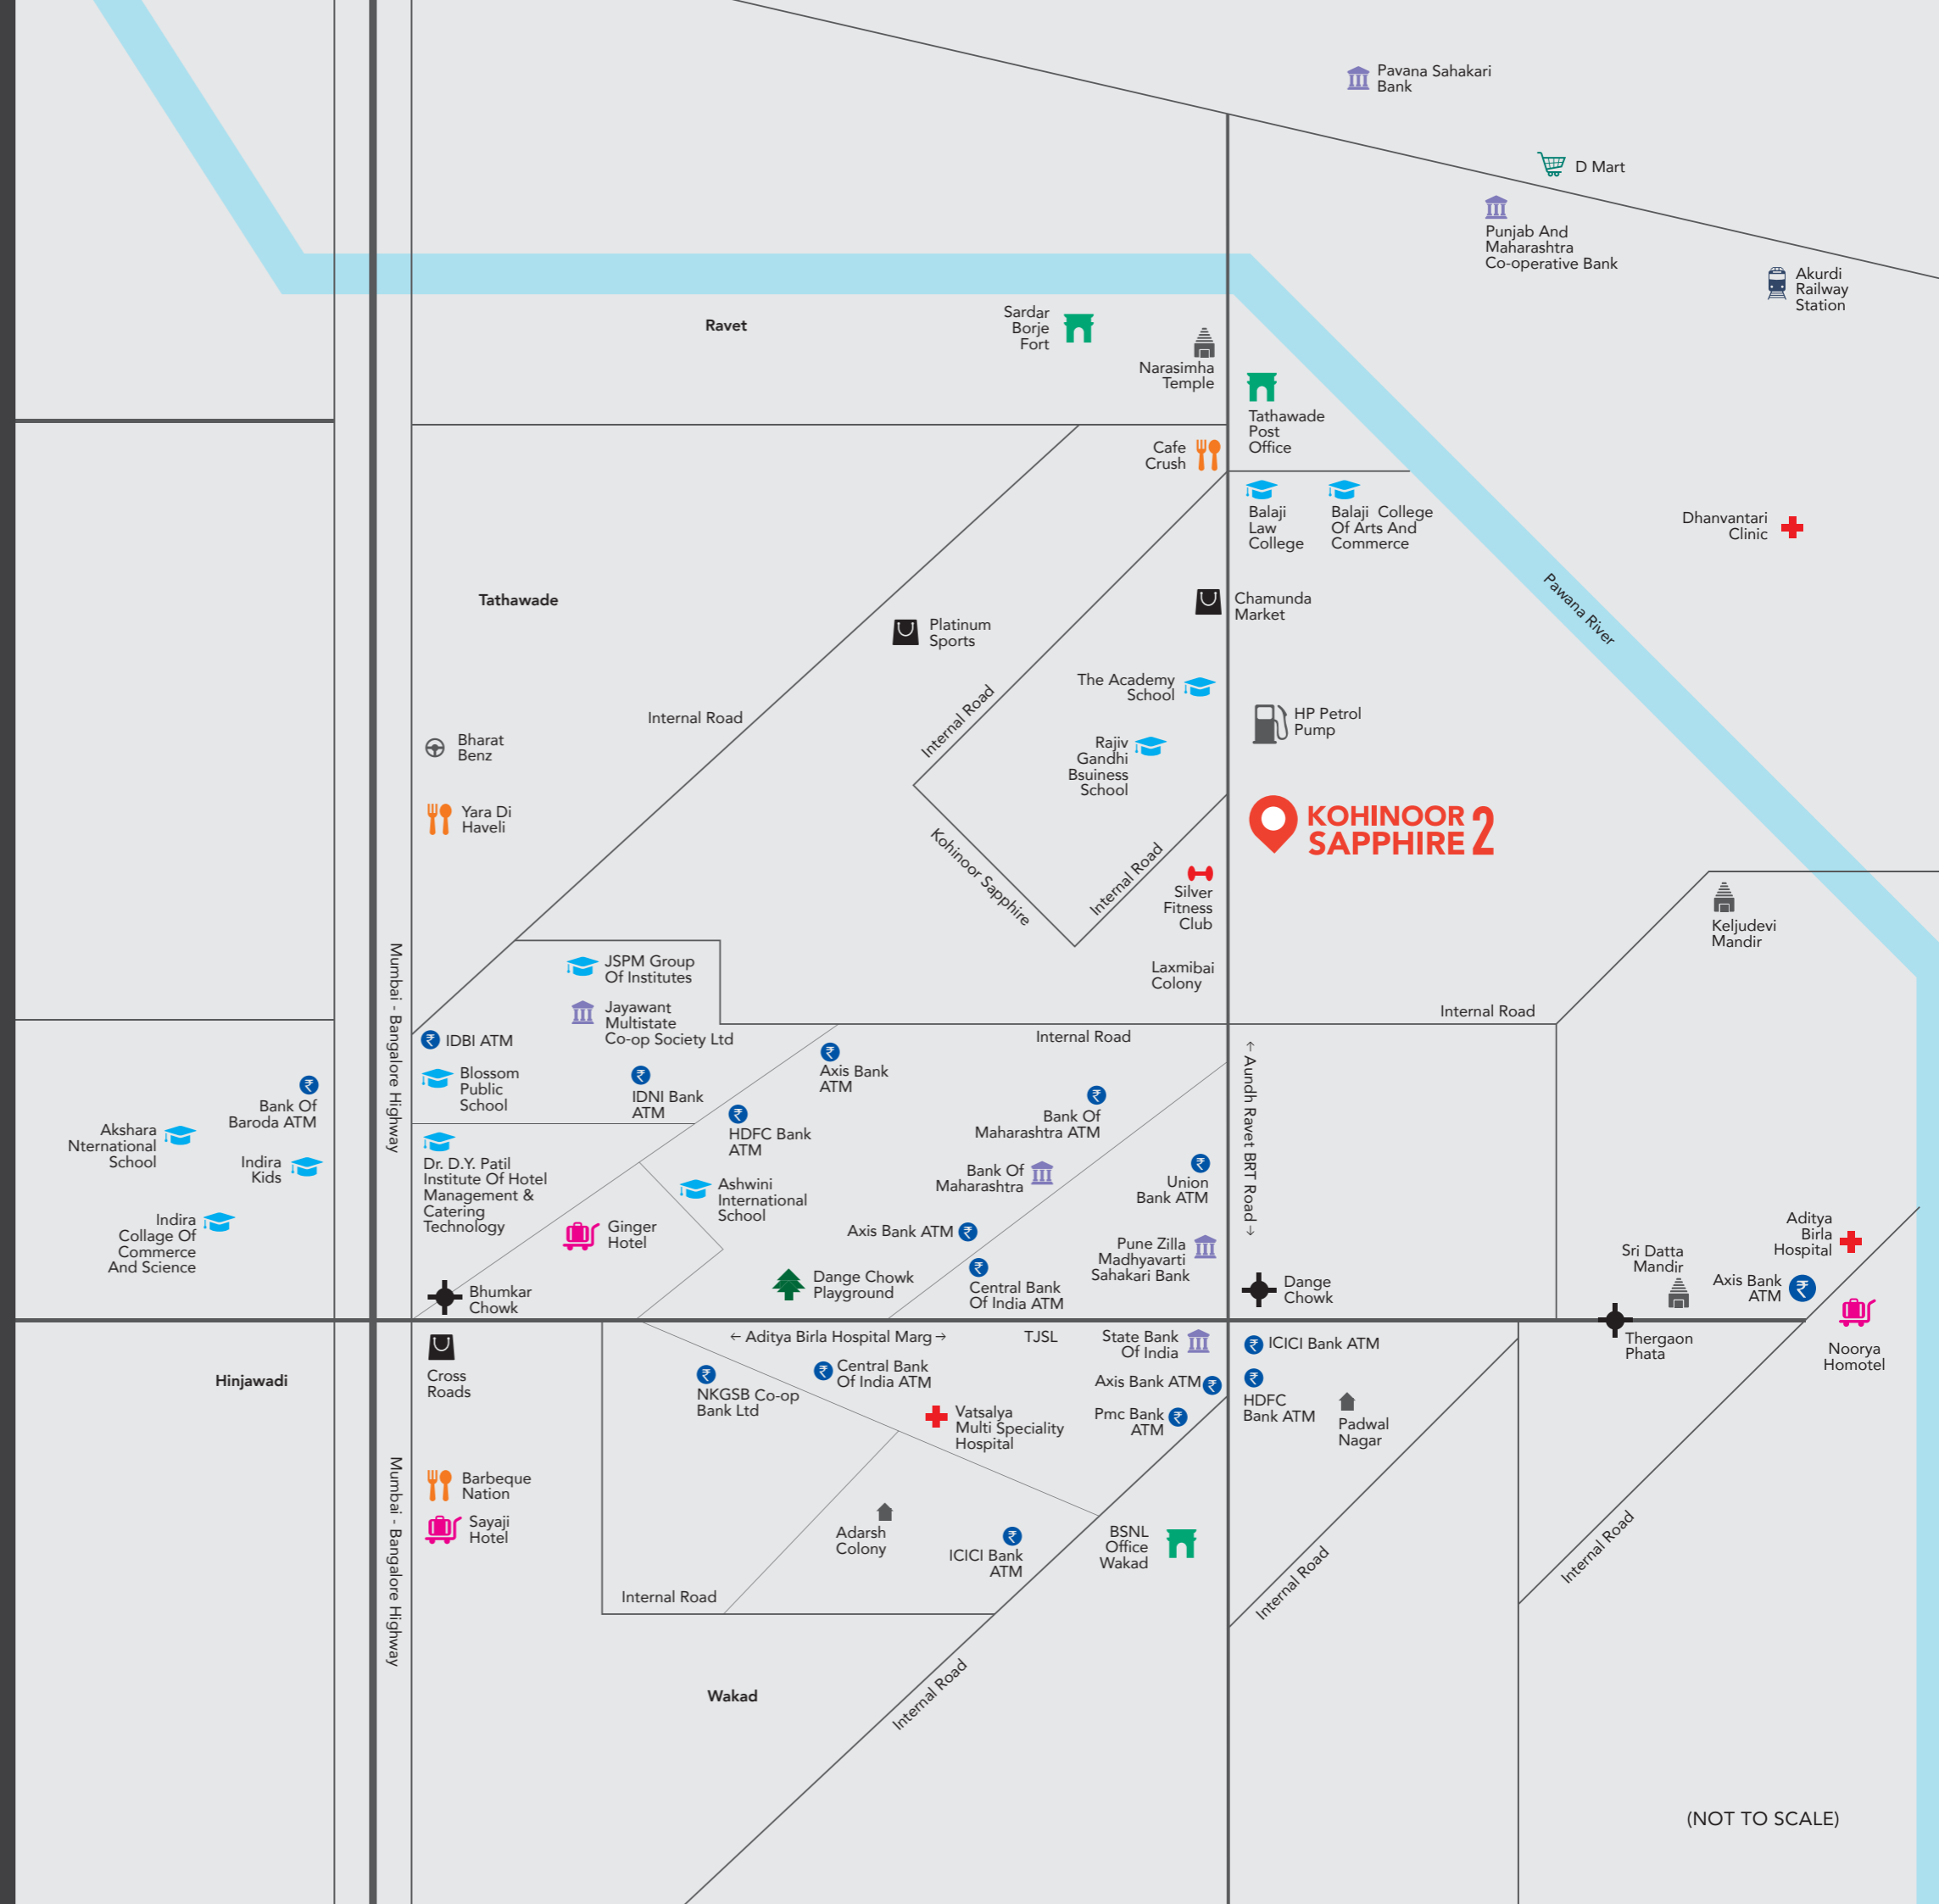 Pavana Sahakari
Bank
D Mart
Punjab And
Maharashtra
Co-operative Bank
Akurdi
Railway
Station
Ravet
Sardar
Borje
Fort
Narasimha
Temple
Tathawade
Post
Office
Cafe
Crush
Balaji
Law
College
Balaji College
Of Arts And
Commerce
Dhanvantari
Clinic
Pawana River
Tathawade
Platinum
Sports
Chamunda
Market
The Academy
School
Internal Road
Internal Road
HP Petrol
Pump
Bharat
Benz
Rajiv
Gandhi
Bsuiness
School
Yara Di
Haveli
KOHINOOR
SAPPHIRE 2
Kohinoor Sapphire
Internal Road
Silver
Fitness
Club
Keljudevi
Mandir
Laxmibai
Colony
JSPM Group
Of Institutes
Jayawant
Multistate
Co-op Society Ltd
Mumbai - Bangalore Highway
IDBI ATM
Internal Road
Internal Road
Blossom
Public
School
IDNI Bank
ATM
Axis Bank
ATM
← Aundh Ravet BRT Road →
Bank Of
Baroda ATM
Akshara
Nternational
School
Indira
Kids
HDFC Bank
ATM
Bank Of
Maharashtra ATM
Dr. D.Y. Patil
Institute Of Hotel
Management &
Catering
Technology
Ashwini
International
School
Bank Of
Maharashtra
Union
Bank ATM
Indira
Collage Of
Commerce
And Science
Ginger
Hotel
Axis Bank ATM
Pune Zilla
Madhyavarti
Sahakari Bank
Aditya
Birla
Hospital
Sri Datta
Mandir
Axis Bank
ATM
Bhumkar
Chowk
Dange Chowk
Playground
Central Bank
Of India ATM
Dange
Chowk
Thergaon
Phata
Noorya
Homotel
← Aditya Birla Hospital Marg →
TJSL
State Bank
Of India
ICICI Bank ATM
Hinjawadi
Cross
Roads
NKGSB Co-op
Bank Ltd
Central Bank
Of India ATM
Axis Bank ATM
HDFC
Bank ATM
Vatsalya
Multi Speciality
Hospital
Pmc Bank
ATM
Padwal
Nagar
Mumbai - Bangalore Highway
Barbeque
Nation
Sayaji
Hotel
Adarsh
Colony
ICICI Bank
ATM
BSNL
Office
Wakad
Internal Road
Internal Road
Internal Road
Internal Road
Wakad
(NOT TO SCALE)